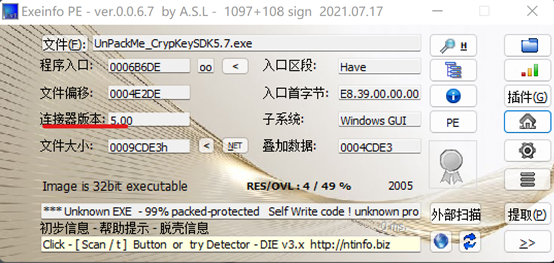 Exeinfo PE - ver.0.0.6.7 by A.S.L - 1097+108 sign 2021.07.17
文件(F): UnPackMe_CrypKeySDK5.7.exe
H
程序入口: 0006B6DE oo < 入口区段: Have
文件偏移: 0004E2DE 入口首字节: E8.39.00.00.00
插件(G)
连接器版本: 5.00 子系统: Windows GUI
PE
文件大小: 0009CDE3h < NET 叠加数据: 0004CDE3
Image is 32bit executable RES/OVL : 4 / 49 % 2005
*** Unknown EXE - 99% packed-protected Self Write code ! unknown pro
外部扫描 提取(P)
初步信息 - 帮助提示 - 脱壳信息
Click - [ Scan / t ] Button or try Detector - DIE v3.x http://ntinfo.biz
>>